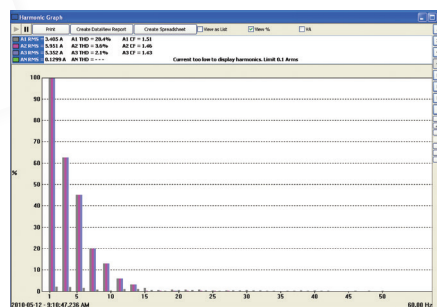 Harmonic Graph
Print Create Dataview Report Create Spreadsheet View as List View %
A1 RMS = 3.485 A A1 THD = 28.4% A1 CF = 1.51
A2 RMS = 5.931 A A2 THD = 3.6% A2 CF = 1.46
A3 RMS = 5.352 A A3 THD = 2.1% A3 CF = 1.43
AN RMS = 0.1299 A AN THD = - - - Current too low to display harmonics. Limit 0.1 Arms
100
90
80
70
60
50
40
30
20
10
0
%
1 5 10 15 20 25 30 35 40 45 50
2010-05-12 - 9:18:47.236 AM 60.00 Hz